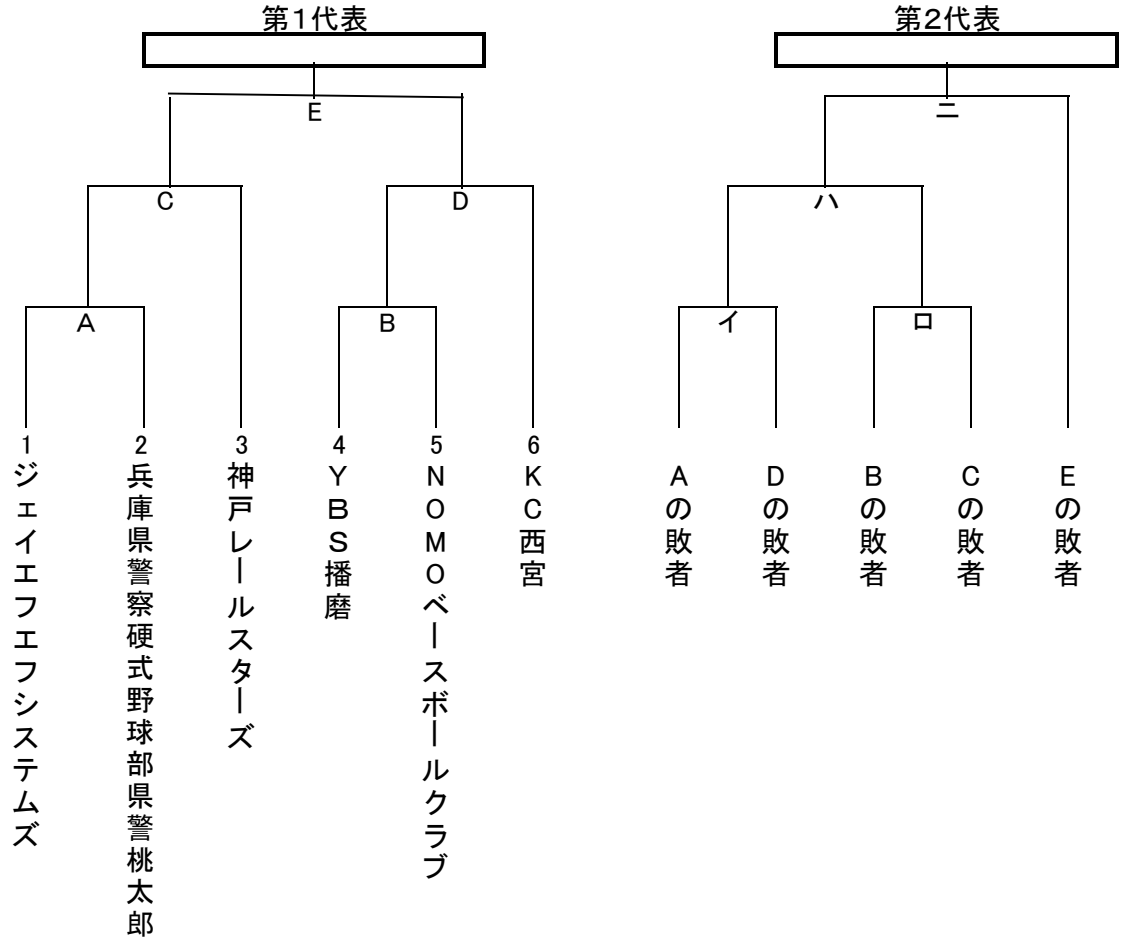 第1代表
第2代表
E
ニ
C
D
ハ
A
B
イ
ロ
1
ジェイエフエフシステムズ
2
兵庫県警察硬式野球部県警桃太郎
3
神戸レールスターズ
4
YBS播磨
5
NOMOベースボールクラブ
6
KC西宮
Aの敗者
Dの敗者
Bの敗者
Cの敗者
Eの敗者